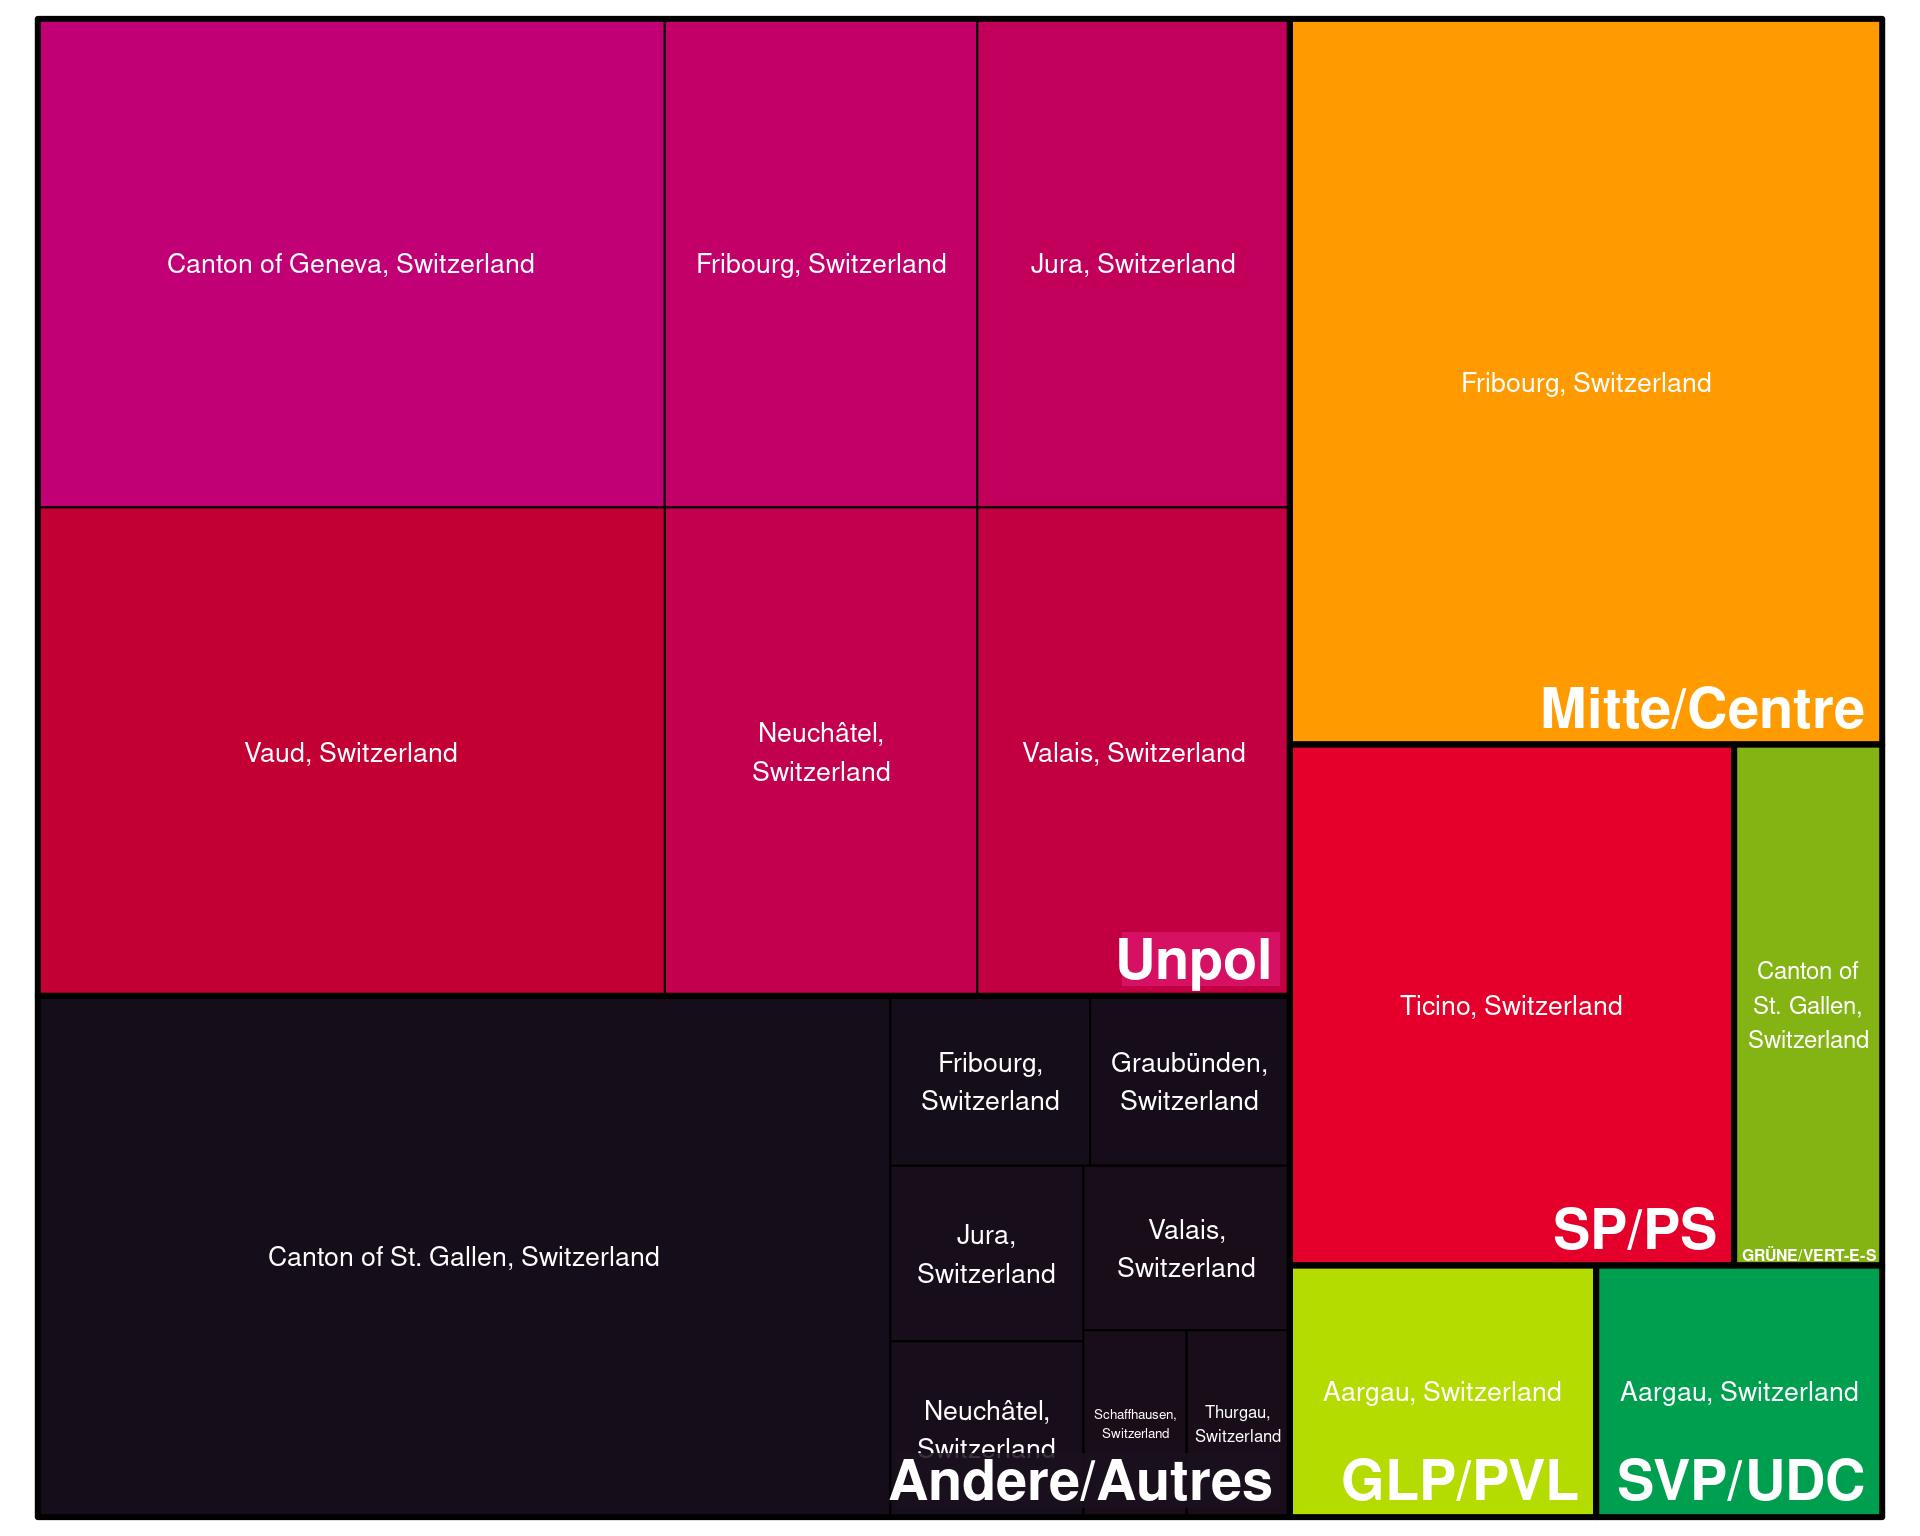 Canton of Geneva, Switzerland
Fribourg, Switzerland
Jura, Switzerland
Vaud, Switzerland
Neuchâtel,
Switzerland
Valais, Switzerland
Unpol
Canton of St. Gallen, Switzerland
Fribourg,
Switzerland
Graubünden,
Switzerland
Jura,
Switzerland
Valais,
Switzerland
Neuchâtel,
Switzerland
Schaffhausen,
Switzerland
Thurgau,
Switzerland
Andere/Autres
Fribourg, Switzerland
Mitte/Centre
Ticino, Switzerland
SP/PS
Canton of
St. Gallen,
Switzerland
GRÜNE/VERT-E-S
Aargau, Switzerland
GLP/PVL
Aargau, Switzerland
SVP/UDC